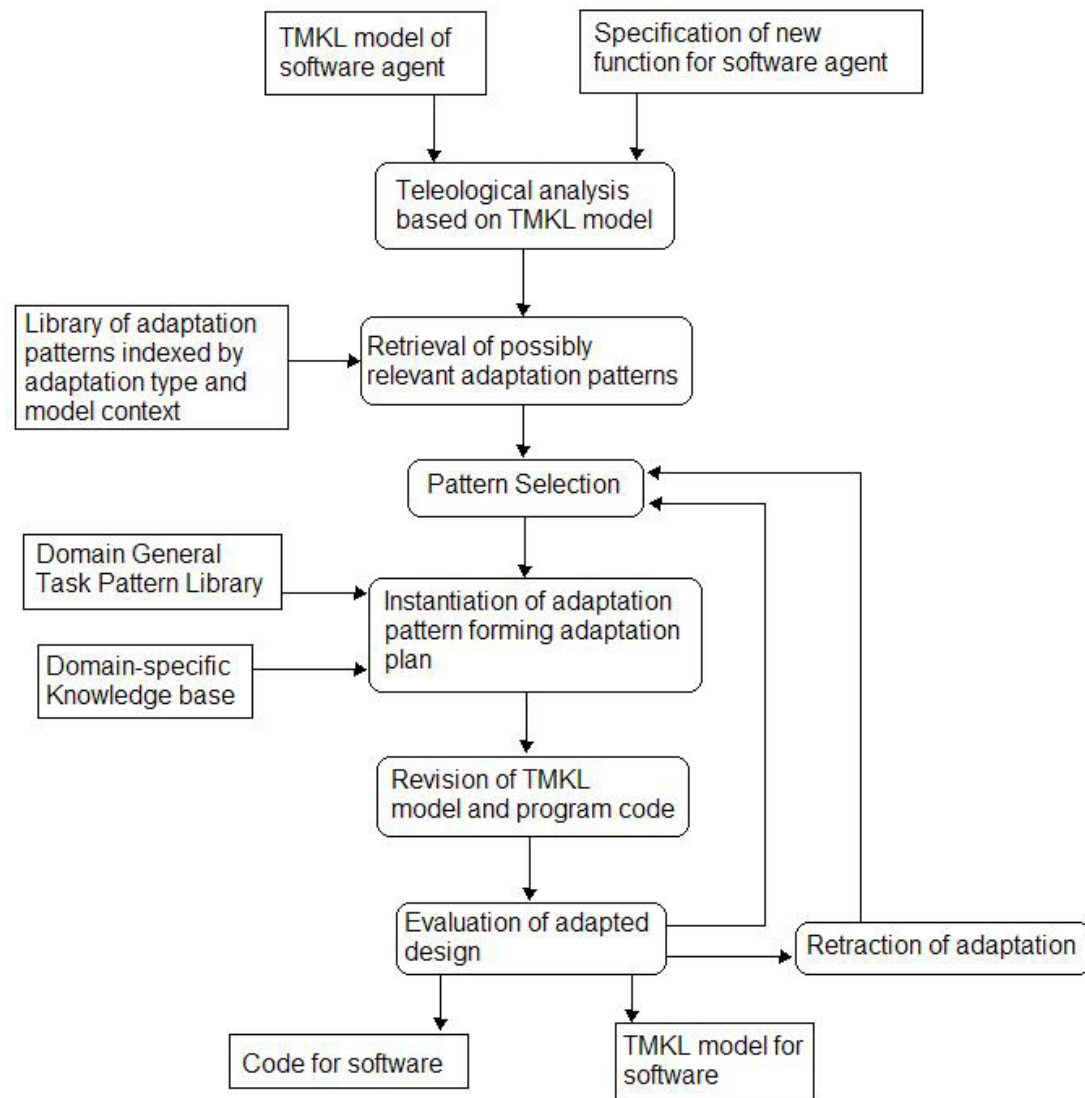 TMKL model of
software agent
Specification of new
function for software agent
Teleological analysis
based on TMKL model
Library of adaptation
patterns indexed by
adaptation type and
model context
Retrieval of possibly
relevant adaptation patterns
Pattern Selection
Domain General
Task Pattern Library
Instantiation of adaptation
pattern forming adaptation
plan
Domain-specific
Knowledge base
Revision of TMKL
model and program code
Evaluation of adapted
design
Retraction of adaptation
Code for software
TMKL model for
software